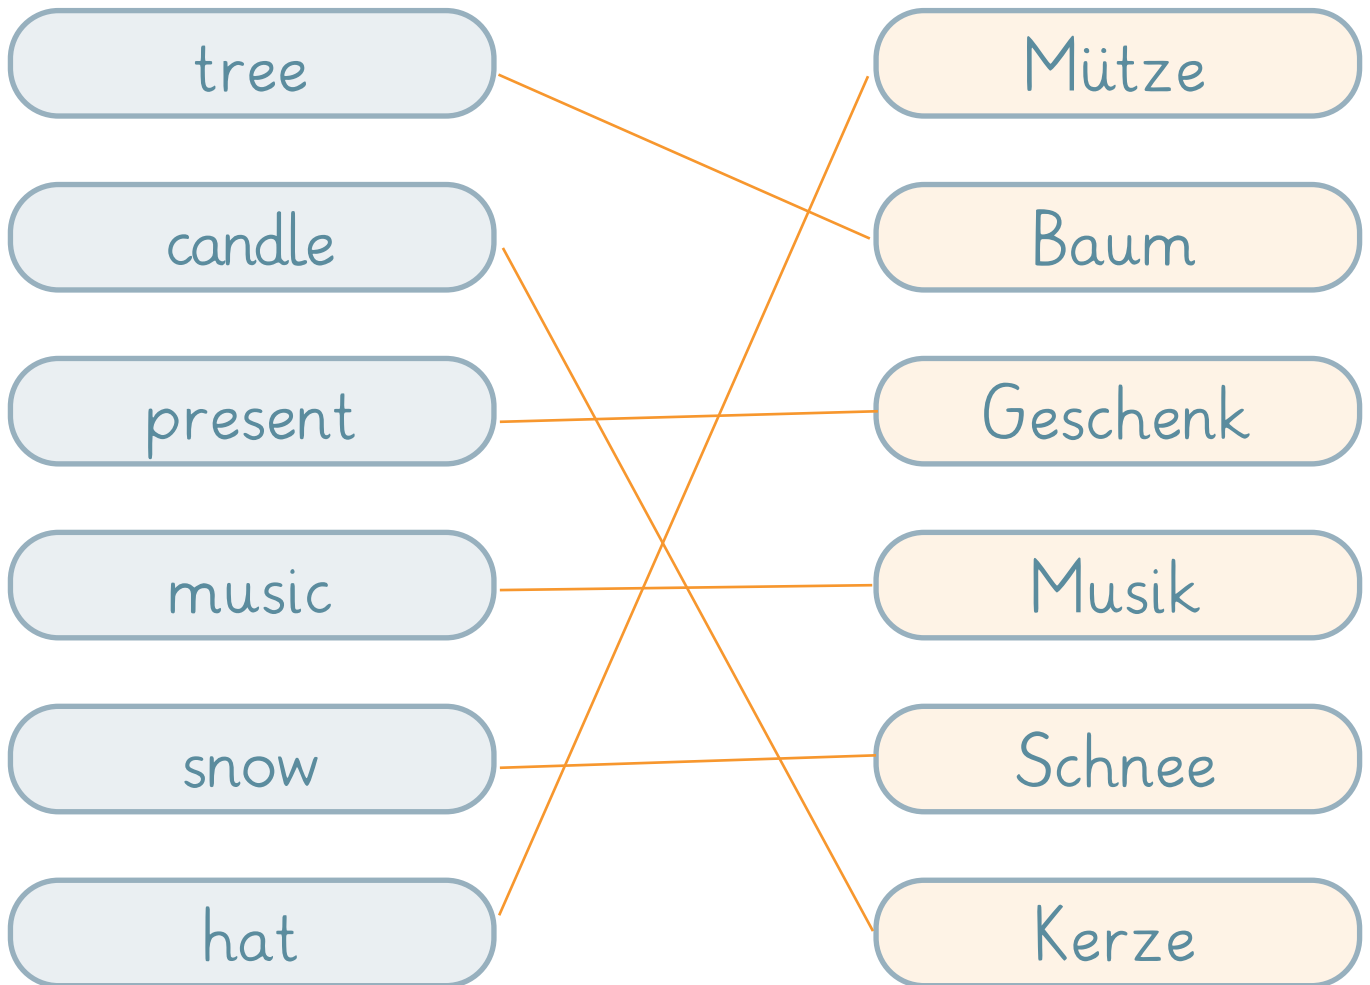 tree
Mütze
candle
Baum
present
Geschenk
music
Musik
snow
Schnee
hat
Kerze